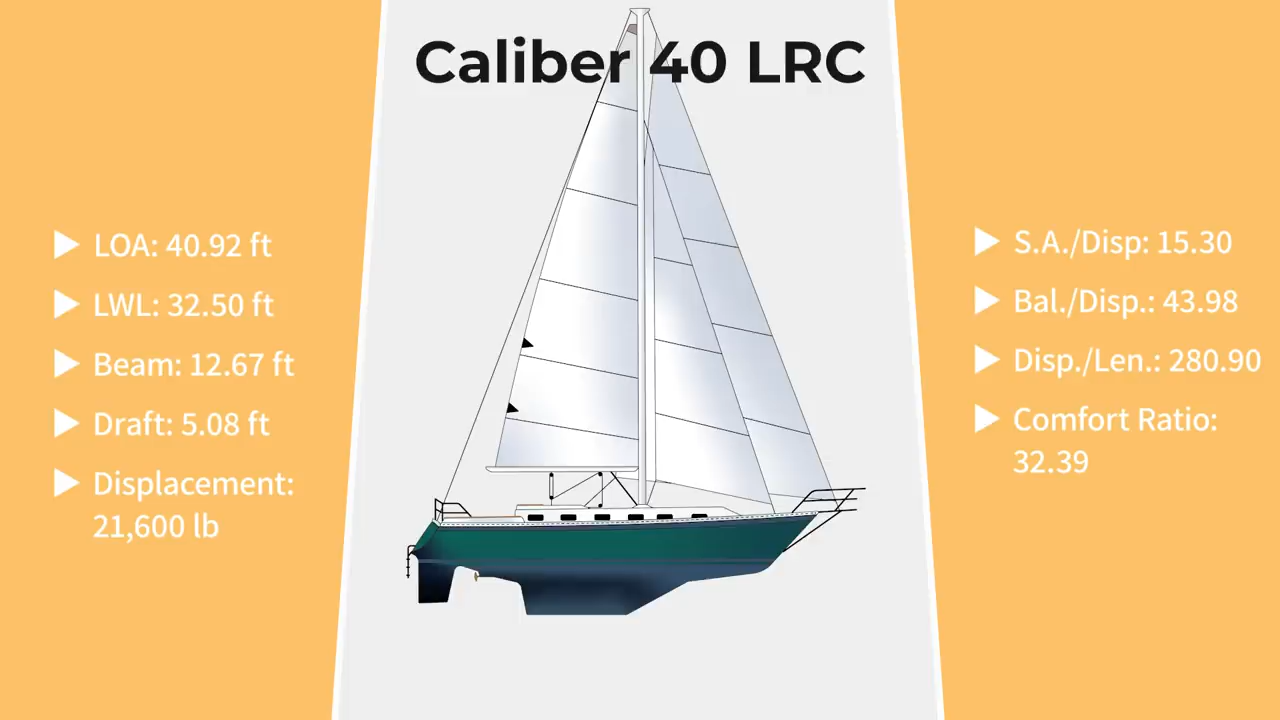 Caliber 40 LRC
LOA: 40.92 ft
LWL: 32.50 ft
Beam: 12.67 ft
Draft: 5.08 ft
Displacement:
21,600 lb
S.A./Disp: 15.30
Bal./Disp.: 43.98
Disp./Len.: 280.90
Comfort Ratio:
32.39